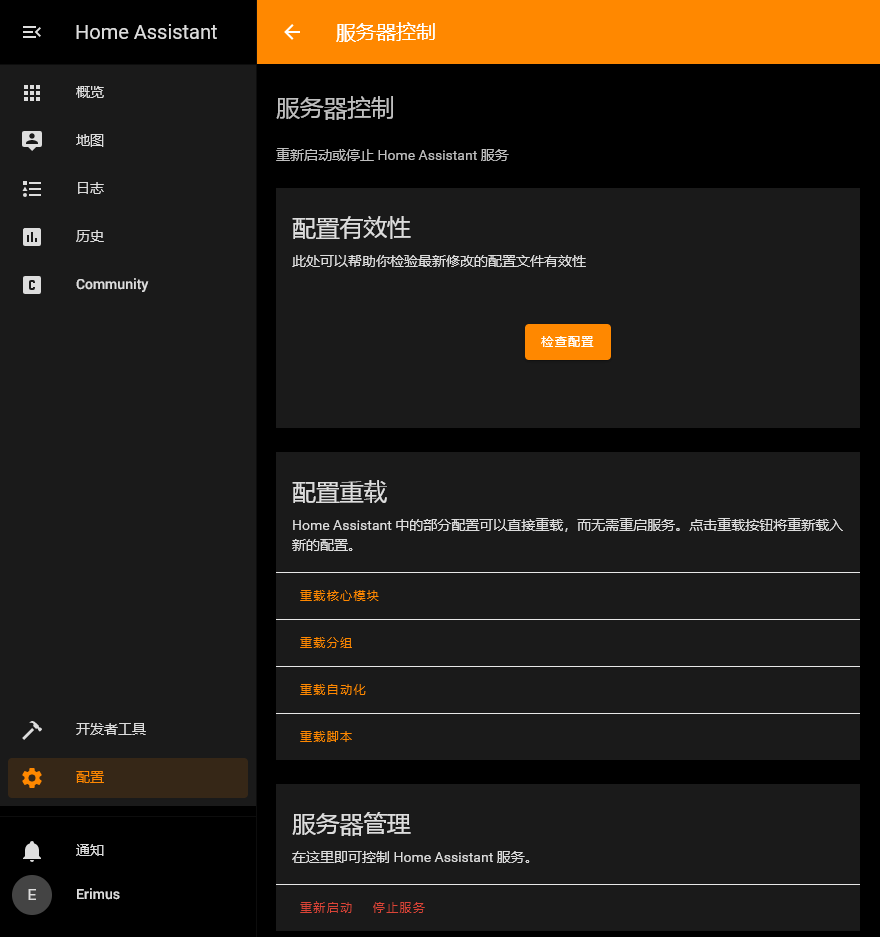 Home Assistant
概览
地图
日志
历史
C
Community
开发者工具
配置
通知
E
Erimus
服务器控制
服务器控制
重新启动或停止 Home Assistant 服务
配置有效性
此处可以帮助你检验最新修改的配置文件有效性
检查配置
配置重载
Home Assistant 中的部分配置可以直接重载，而无需重启服务。点击重载按钮将重新载入
新的配置。
重载核心模块
重载分组
重载自动化
重载脚本
服务器管理
在这里即可控制 Home Assistant 服务。
重新启动 停止服务